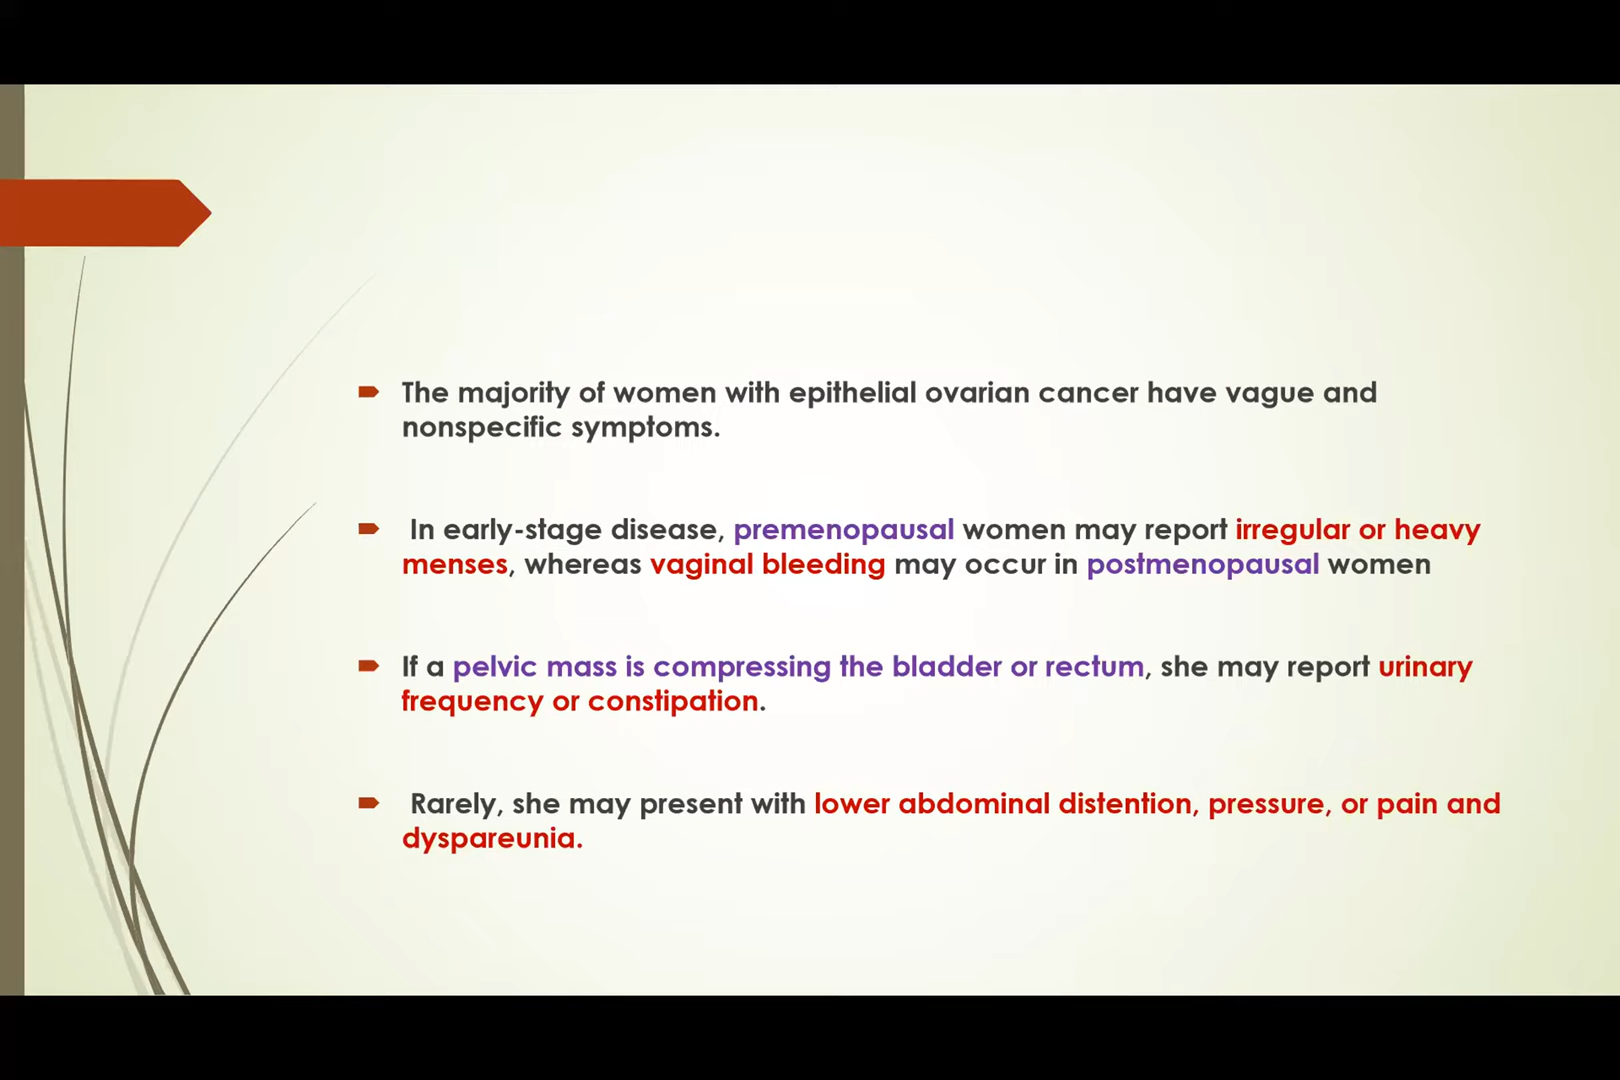 The majority of women with epithelial ovarian cancer have vague and
nonspecific symptoms.
In early-stage disease, premenopausal women may report irregular or heavy
menses, whereas vaginal bleeding may occur in postmenopausal women
If a pelvic mass is compressing the bladder or rectum, she may report urinary
frequency or constipation.
Rarely, she may present with lower abdominal distention, pressure, or pain and
dyspareunia.